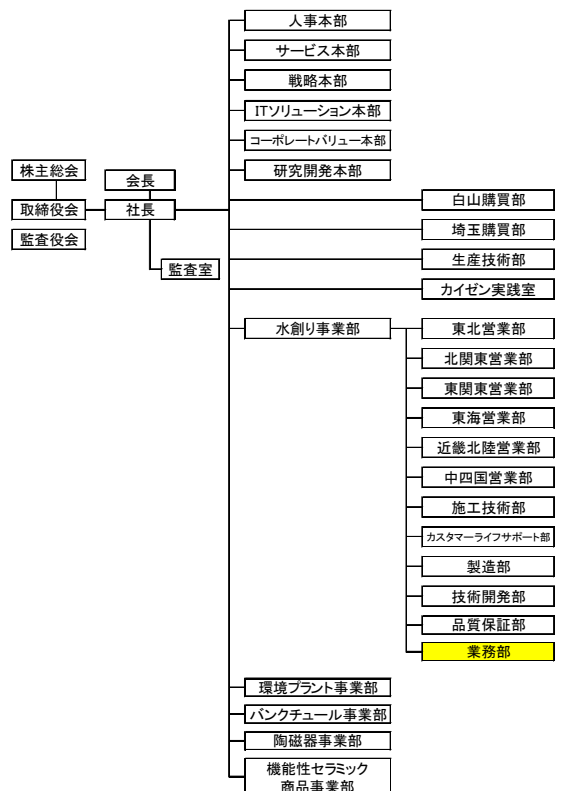 人事本部
サービス本部
戦略本部
ITソリューション本部
コーポレートバリュー本部
研究開発本部
株主総会
会長
取締役会
社長
監査役会
監査室
白山購買部
埼玉購買部
生産技術部
カイゼン実践室
水創り事業部
東北営業部
北関東営業部
東関東営業部
東海営業部
近畿北陸営業部
中四国営業部
施工技術部
カスタマーライフサポート部
製造部
技術開発部
品質保証部
業務部
環境プラント事業部
バンクチュール事業部
陶磁器事業部
機能性セラミック
商品事業部